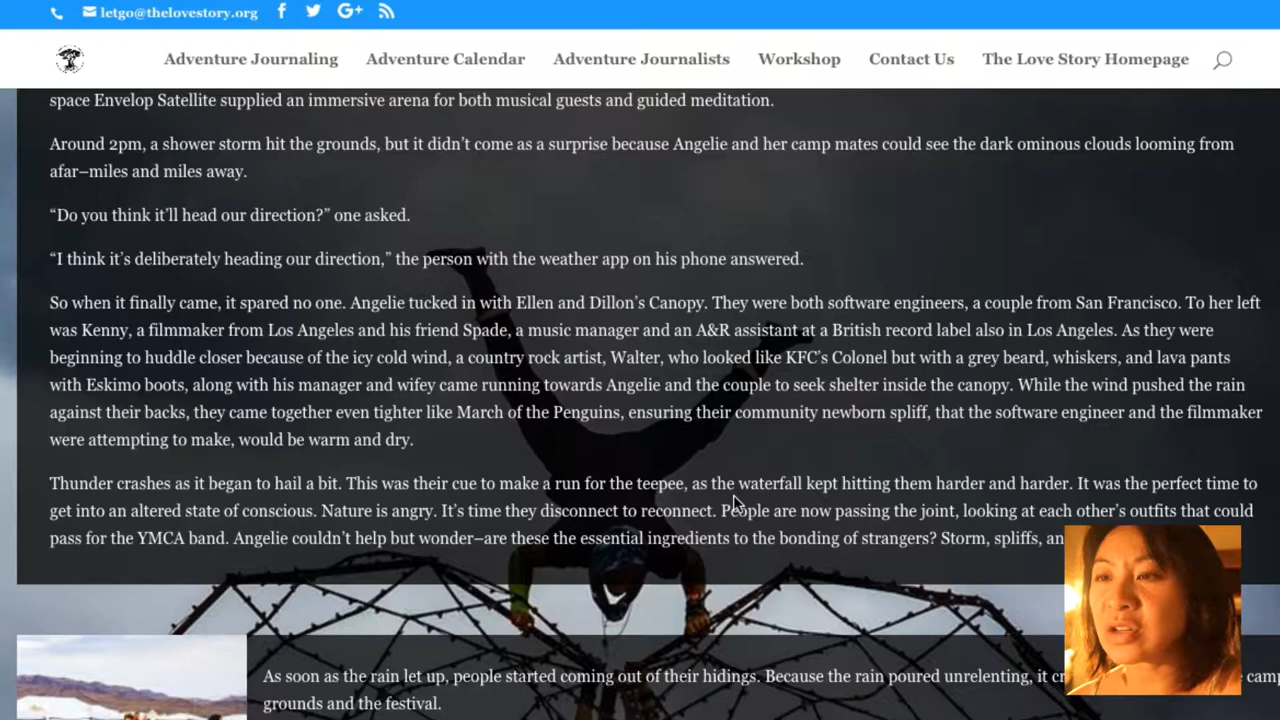 letgo@thelovestory.org
Adventure Journaling Adventure Calendar Adventure Journalists Workshop Contact Us The Love Story Homepage
space Envelop Satellite supplied an immersive arena for both musical guests and guided meditation.
Around 2pm, a shower storm hit the grounds, but it didn’t come as a surprise because Angelie and her camp mates could see the dark ominous clouds looming from
afar–miles and miles away.
“Do you think it’ll head our direction?” one asked.
“I think it’s deliberately heading our direction,” the person with the weather app on his phone answered.
So when it finally came, it spared no one. Angelie tucked in with Ellen and Dillon’s Canopy. They were both software engineers, a couple from San Francisco. To her left
was Kenny, a filmmaker from Los Angeles and his friend Spade, a music manager and an A&R assistant at a British record label also in Los Angeles. As they were
beginning to huddle closer because of the icy cold wind, a country rock artist, Walter, who looked like KFC’s Colonel but with a grey beard, whiskers, and lava pants
with Eskimo boots, along with his manager and wifey came running towards Angelie and the couple to seek shelter inside the canopy. While the wind pushed the rain
against their backs, they came together even tighter like March of the Penguins, ensuring their community newborn spliff, that the software engineer and the filmmaker
were attempting to make, would be warm and dry.
Thunder crashes as it began to hail a bit. This was their cue to make a run for the teepee, as the waterfall kept hitting them harder and harder. It was the perfect time to
get into an altered state of conscious. Nature is angry. It’s time they disconnect to reconnect. People are now passing the joint, looking at each other’s outfits that could
pass for the YMCA band. Angelie couldn’t help but wonder–are these the essential ingredients to the bonding of strangers? Storm, spliffs,
As soon as the rain let up, people started coming out of their hidings. Because the rain poured unrelenting, it camp
grounds and the festival.